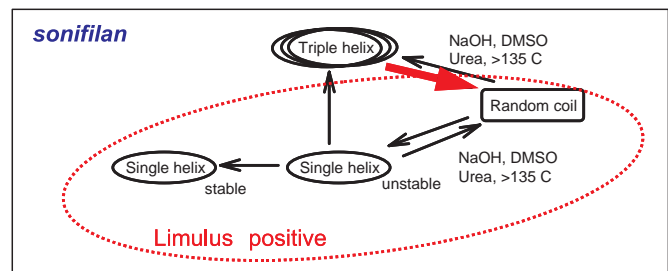 sonifilan
Triple helix
NaOH, DMSO
Urea, >135 C
Random coil
Single helix
stable
Single helix
unstable
NaOH, DMSO
Urea, >135 C
Limulus positive